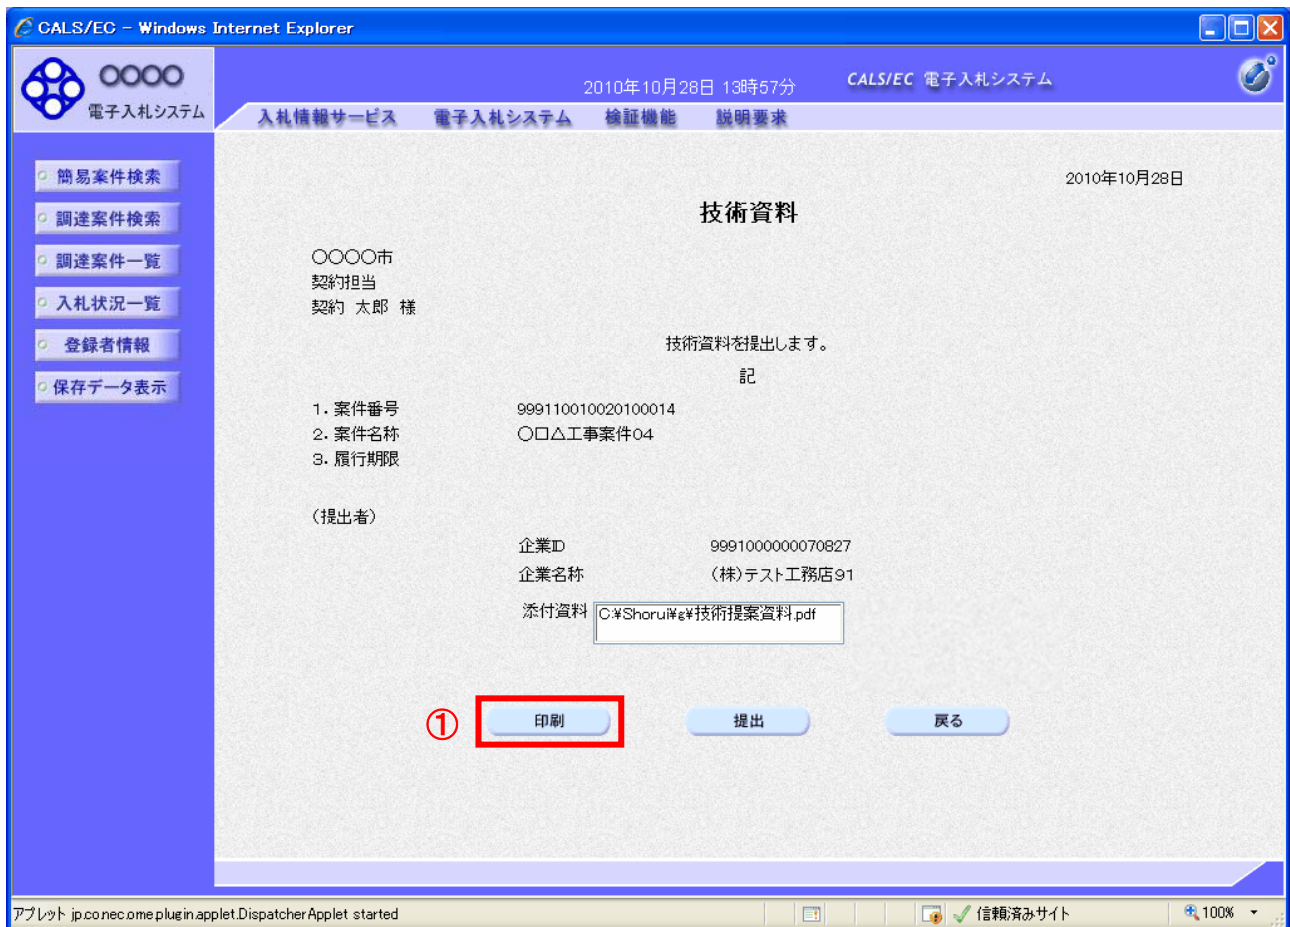 CALS/EC - Windows Internet Explorer
○○○○
電子入札システム
2010年10月28日 13時57分
CALS/EC 電子入札システム
入札情報サービス 電子入札システム 検証機能 説明要求
簡易案件検索
調達案件検索
調達案件一覧
入札状況一覧
登録者情報
保存データ表示
2010年10月28日
技術資料
○○○○市
契約担当
契約 太郎 様
技術資料を提出します。
記
1.案件番号 999110010020100014
2.案件名称 ○□△工事案件04
3.履行期限
(提出者)
企業ID 9991000000070827
企業名称 (株)テスト工務店91
添付資料 C:¥Shorui¥g¥技術提案資料.pdf
① 印刷 提出 戻る
アプレット jp.co.nec.ome.plugin.applet.DispatcherApplet started 信頼済みサイト 100%